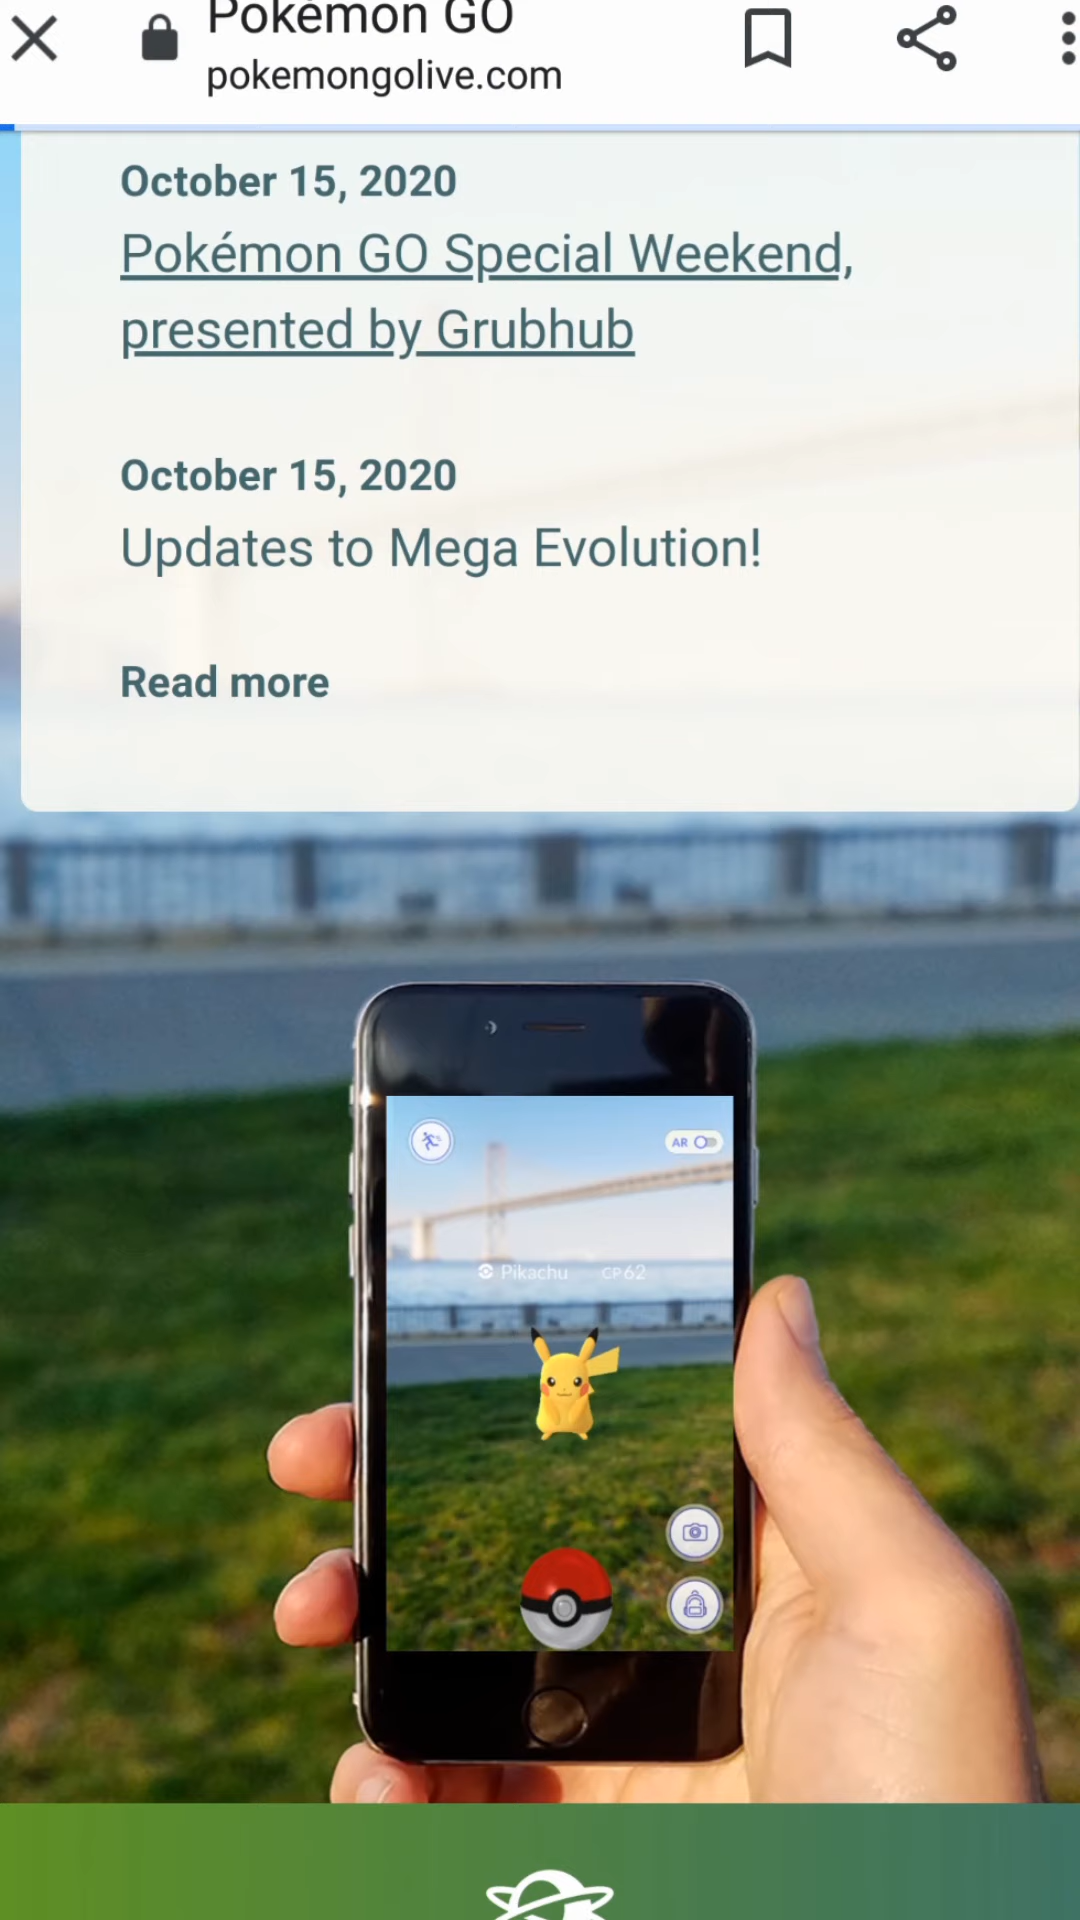 Pokémon GO
pokemongolive.com
October 15, 2020
Pokémon GO Special Weekend,
presented by Grubhub
October 15, 2020
Updates to Mega Evolution!
Read more
AR
Pikachu CP62